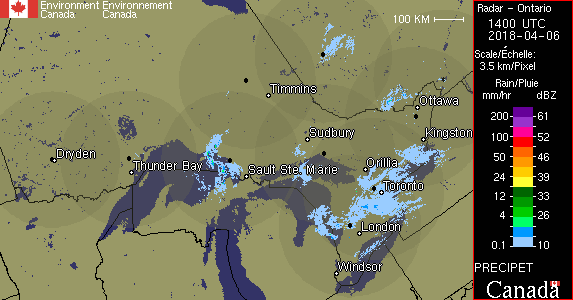 Environment Environnement
Canada Canada
100 KM
Timmins
Ottawa
Sudbury
Kingston
Dryden
Thunder Bay
Sault Ste. Marie
Orillia
Toronto
London
Windsor
Radar - Ontario
1400 UTC
2018-04-06
Scale/Échelle:
3.5 km/Pixel
Rain/Pluie
mm/hr dBZ
200 61
100 52
50 46
24 39
12 33
4 26
0.1 10
PRECIPET
Canada